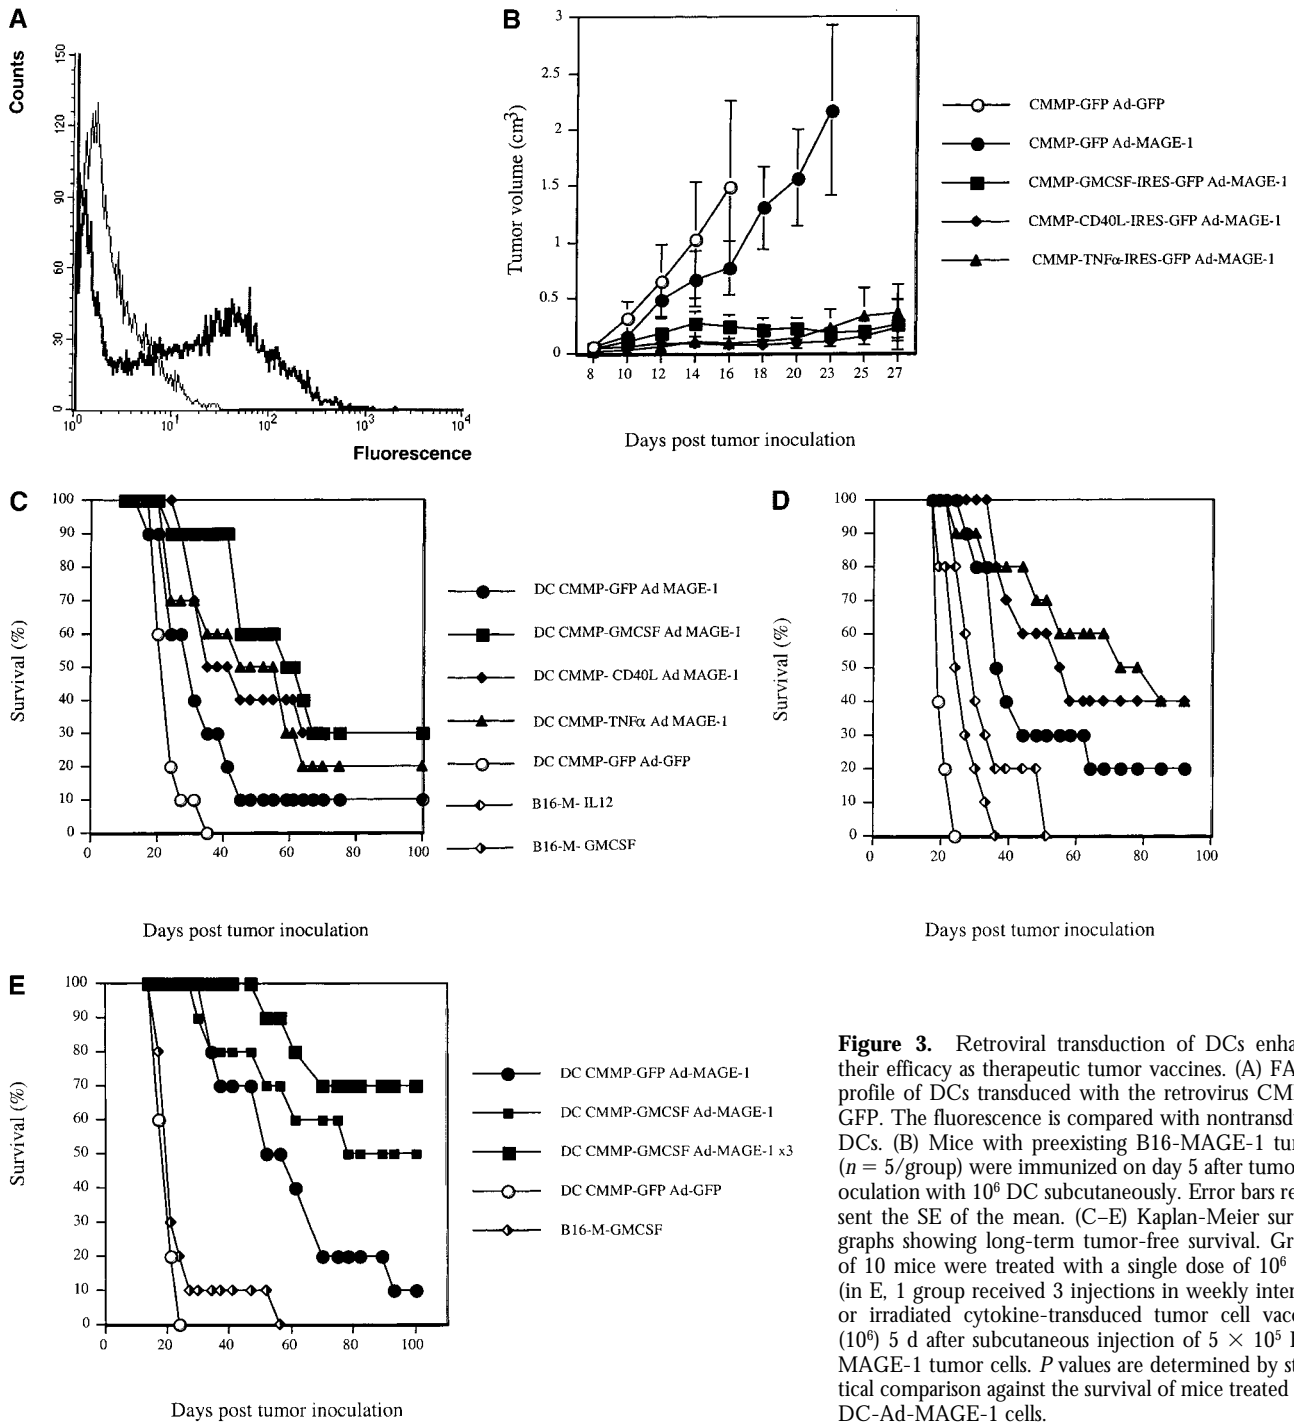 A
Counts
150
120
90
60
30
0
10⁰ 10¹ 10² 10³ 10⁴
Fluorescence
B
Tumor volume (cm³)
3
2.5
2
1.5
1
0.5
0
8 10 12 14 16 18 20 23 25 27
Days post tumor inoculation
CMMP-GFP Ad-GFP
CMMP-GFP Ad-MAGE-1
CMMP-GMCSF-IRES-GFP Ad-MAGE-1
CMMP-CD40L-IRES-GFP Ad-MAGE-1
CMMP-TNFα-IRES-GFP Ad-MAGE-1
C
Survival (%)
100
90
80
70
60
50
40
30
20
10
0
0 20 40 60 80 100
Days post tumor inoculation
DC CMMP-GFP Ad MAGE-1
DC CMMP-GMCSF Ad MAGE-1
DC CMMP- CD40L Ad MAGE-1
DC CMMP-TNFα Ad MAGE-1
DC CMMP-GFP Ad-GFP
B16-M- IL12
B16-M- GMCSF
D
Survival (%)
100
90
80
70
60
50
40
30
20
10
0
0 20 40 60 80 100
Days post tumor inoculation
E
Survival (%)
100
90
80
70
60
50
40
30
20
10
0
0 20 40 60 80 100
Days post tumor inoculation
DC CMMP-GFP Ad-MAGE-1
DC CMMP-GMCSF Ad-MAGE-1
DC CMMP-GMCSF Ad-MAGE-1 x3
DC CMMP-GFP Ad-GFP
B16-M-GMCSF
Figure 3. Retroviral transduction of DCs enha
their efficacy as therapeutic tumor vaccines. (A) FA
profile of DCs transduced with the retrovirus CM
GFP. The fluorescence is compared with nontransdu
DCs. (B) Mice with preexisting B16-MAGE-1 tu
(n = 5/group) were immunized on day 5 after tumo
oculation with 10⁶ DC subcutaneously. Error bars re
sent the SE of the mean. (C–E) Kaplan-Meier sur
graphs showing long-term tumor-free survival. Gr
of 10 mice were treated with a single dose of 10⁶
(in E, 1 group received 3 injections in weekly inter
or irradiated cytokine-transduced tumor cell vacc
(10⁶) 5 d after subcutaneous injection of 5 × 10⁵
MAGE-1 tumor cells. P values are determined by st
tical comparison against the survival of mice treated
DC-Ad-MAGE-1 cells.